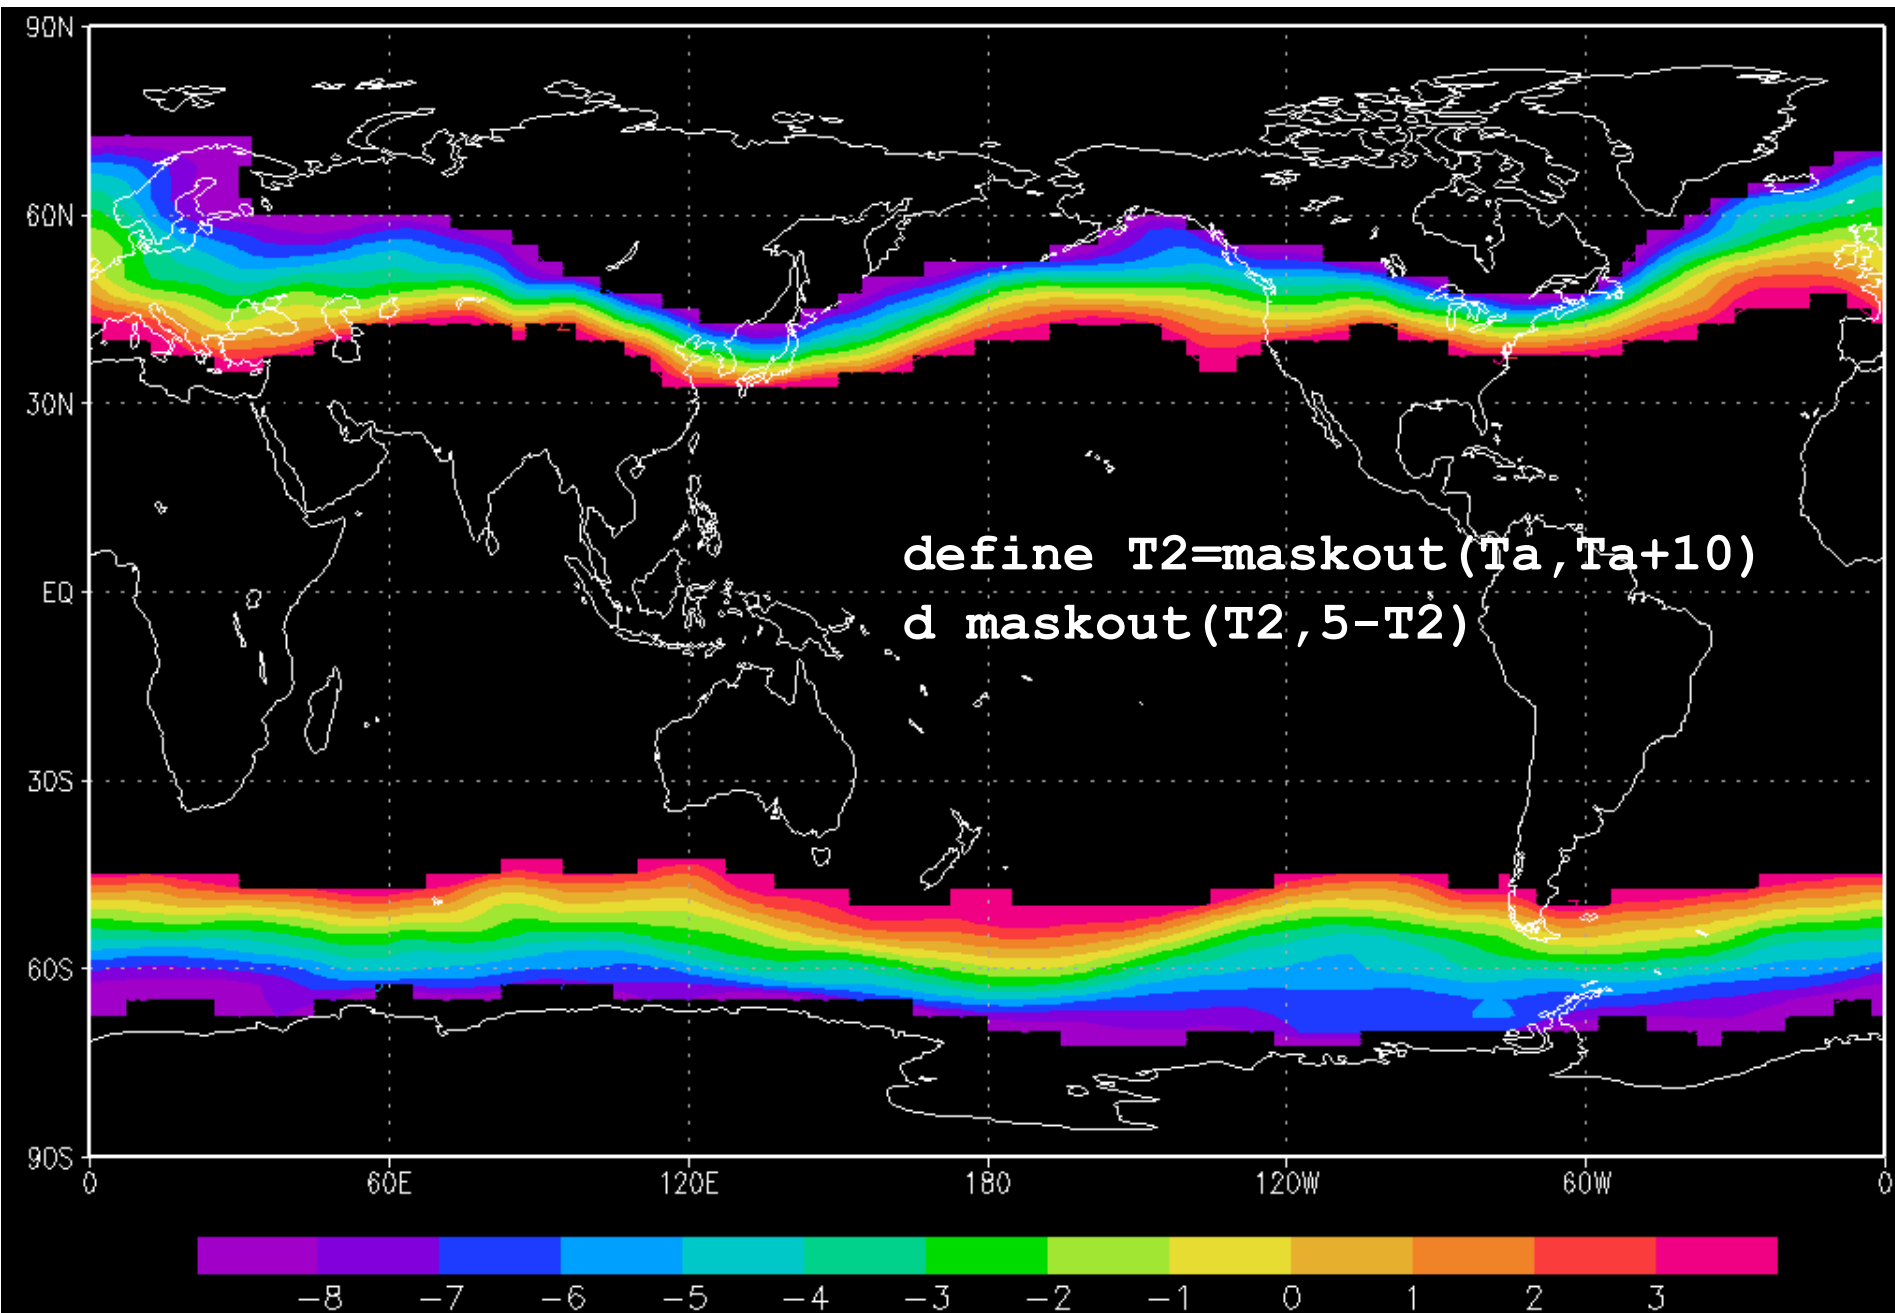 90N
60N
30N
define T2=maskout(Ta,Ta+10)
EQ
d maskout(T2,5-T2)
30S
60S
90S
0 60E 120E 180 120W 60W 0
-8 -7 -6 -5 -4 -3 -2 -1 0 1 2 3